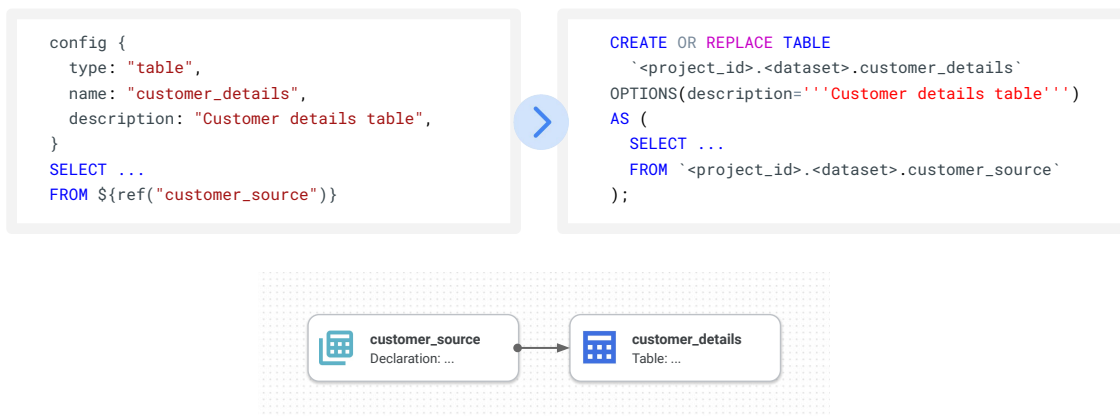 config {
  type: "table",
  name: "customer_details",
  description: "Customer details table",
}
SELECT ...
FROM ${ref("customer_source")}
CREATE OR REPLACE TABLE
  `<project_id>.<dataset>.customer_details`
OPTIONS(description='''Customer details table''')
AS (
  SELECT ...
  FROM `<project_id>.<dataset>.customer_source`
);
customer_source
Declaration: ...
customer_details
Table: ...